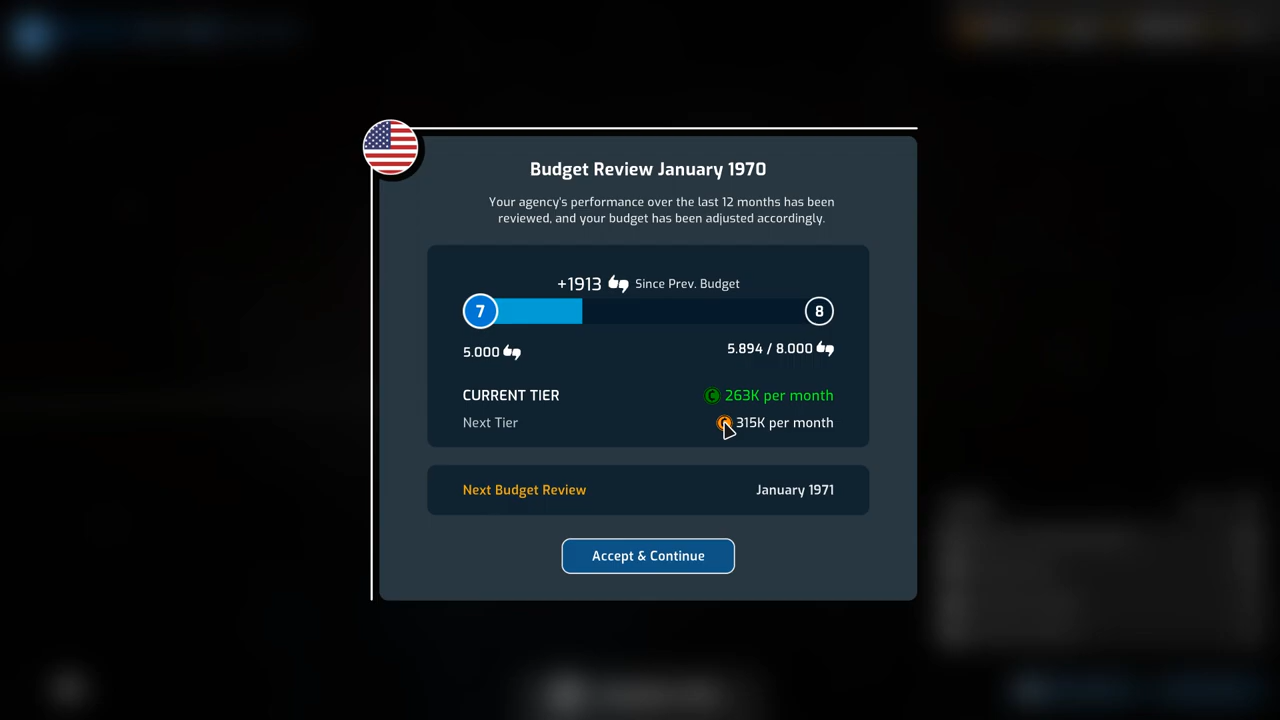 Budget Review January 1970
Your agency's performance over the last 12 months has been
reviewed, and your budget has been adjusted accordingly.
+1913 Since Prev. Budget
7 8
5.000 5.894 / 8.000
CURRENT TIER 263K per month
Next Tier 315K per month
Next Budget Review January 1971
Accept & Continue